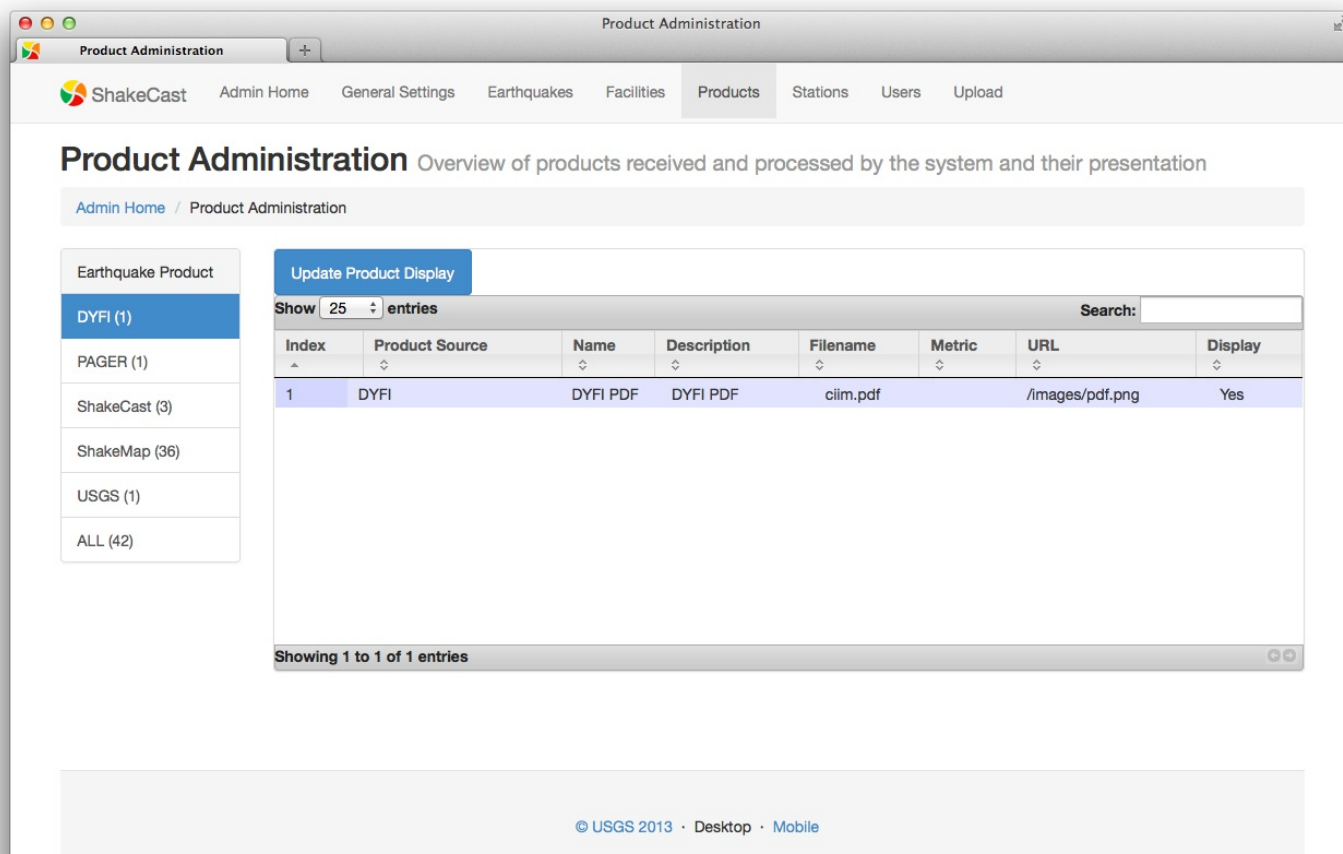 Product Administration
Product Administration
ShakeCast Admin Home General Settings Earthquakes Facilities Products Stations Users Upload
Product Administration Overview of products received and processed by the system and their presentation
Admin Home / Product Administration
Earthquake Product
DYFI (1)
PAGER (1)
ShakeCast (3)
ShakeMap (36)
USGS (1)
ALL (42)
Update Product Display
Show 25 entries Search:
Index Product Source Name Description Filename Metric URL Display
1 DYFI DYFI PDF DYFI PDF ciim.pdf /images/pdf.png Yes
Showing 1 to 1 of 1 entries
© USGS 2013 · Desktop · Mobile